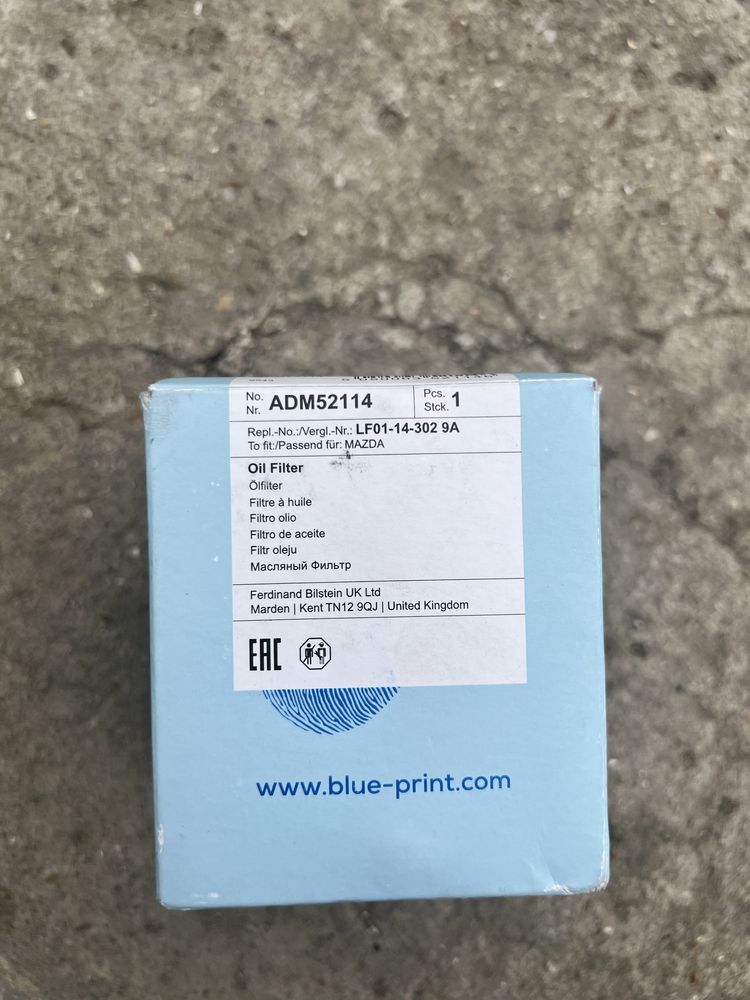 No.
Nr. ADM52114
Pcs.
Stck. 1
Repl.-No.:/Vergl.-Nr.: LF01-14-302 9A
To fit:/Passend für: MAZDA
Oil Filter
Ölfilter
Filtre à huile
Filtro olio
Filtro de aceite
Filtr oleju
Масляный Фильтр
Ferdinand Bilstein UK Ltd
Marden | Kent TN12 9QJ | United Kingdom
EAC
www.blue-print.com